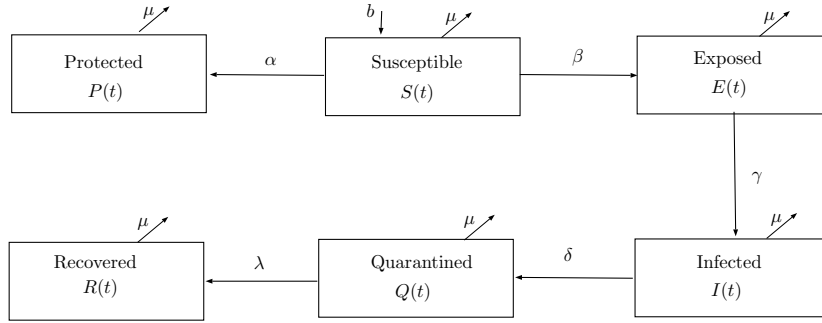 μ
b
μ
μ
Protected
P(t)
α
Susceptible
S(t)
β
Exposed
E(t)
γ
μ
μ
μ
Recovered
R(t)
λ
Quarantined
Q(t)
δ
Infected
I(t)